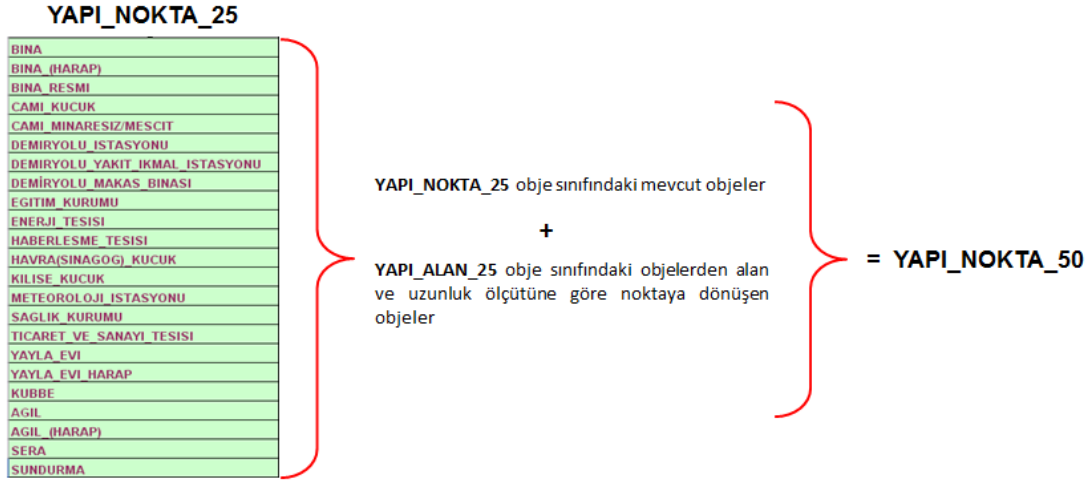 YAPI_NOKTA_25
BINA
BINA_(HARAP)
BINA_RESMI
CAMI_KUCUK
CAMI_MINARESIZ/MESCIT
DEMIRYOLU_ISTASYONU
DEMIRYOLU_YAKIT_IKMAL_ISTASYONU
DEMİRYOLU_MAKAS_BINASI
EGITIM_KURUMU
ENERJI_TESISI
HABERLESME_TESISI
HAVRA(SINAGOG)_KUCUK
KILISE_KUCUK
METEOROLOJI_ISTASYONU
SAGLIK_KURUMU
TICARET_VE_SANAYI_TESISI
YAYLA_EVI
YAYLA_EVI_HARAP
KUBBE
AGIL
AGIL_(HARAP)
SERA
SUNDURMA
YAPI_NOKTA_25 obje sınıfındaki mevcut objeler
+
YAPI_ALAN_25 obje sınıfındaki objelerden alan
ve uzunluk ölçütüne göre noktaya dönüşen
objeler
= YAPI_NOKTA_50